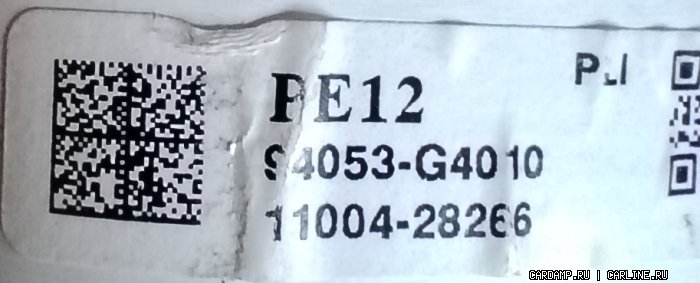 PE12
94053-G4010
11004-28266
CARDAMP.RU | CARLINE.RU